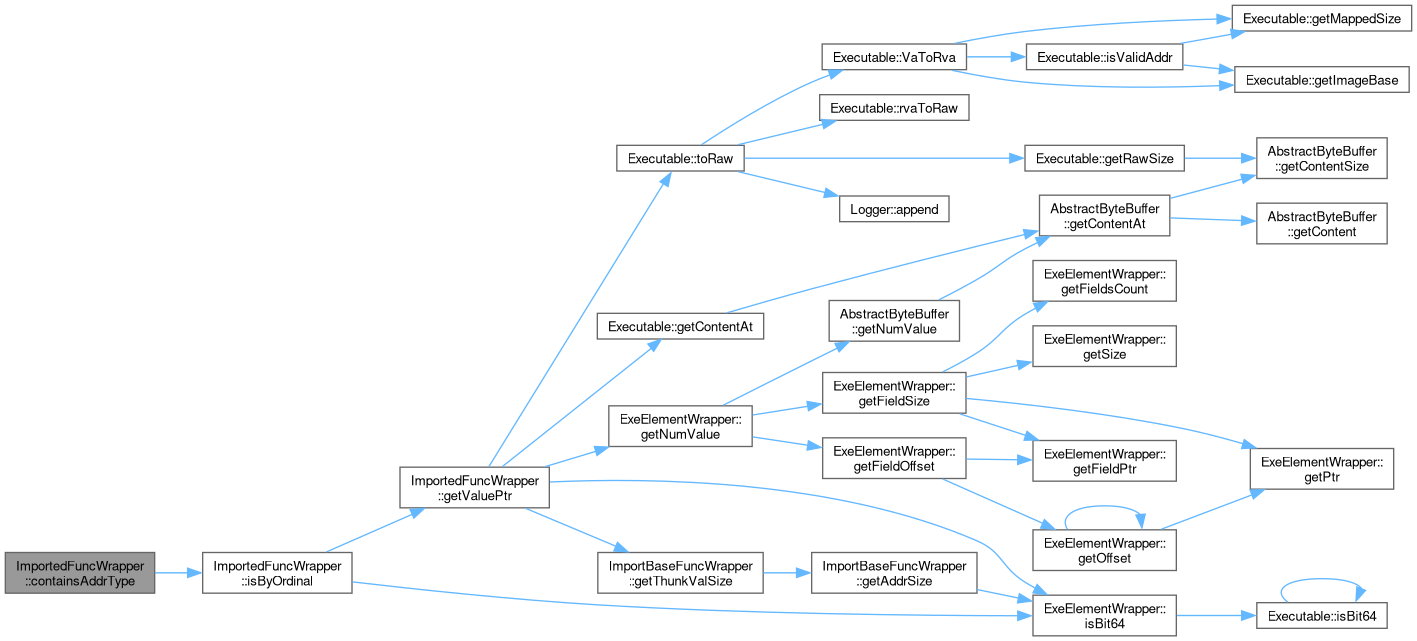 ImportedFuncWrapper
::containsAddrType
ImportedFuncWrapper
::isByOrdinal
ImportedFuncWrapper
::getValuePtr
Executable::toRaw
Executable::getContentAt
ExeElementWrapper::
getNumValue
ImportBaseFuncWrapper
::getThunkValSize
Executable::VaToRva
Executable::rvaToRaw
Logger::append
AbstractByteBuffer
::getNumValue
ExeElementWrapper::
getFieldSize
ExeElementWrapper::
getFieldOffset
ImportBaseFuncWrapper
::getAddrSize
Executable::isValidAddr
Executable::getRawSize
AbstractByteBuffer
::getContentAt
ExeElementWrapper::
getFieldsCount
ExeElementWrapper::
getSize
ExeElementWrapper::
getFieldPtr
ExeElementWrapper::
getOffset
ExeElementWrapper::
isBit64
Executable::getMappedSize
Executable::getImageBase
AbstractByteBuffer
::getContentSize
AbstractByteBuffer
::getContent
ExeElementWrapper::
getPtr
Executable::isBit64